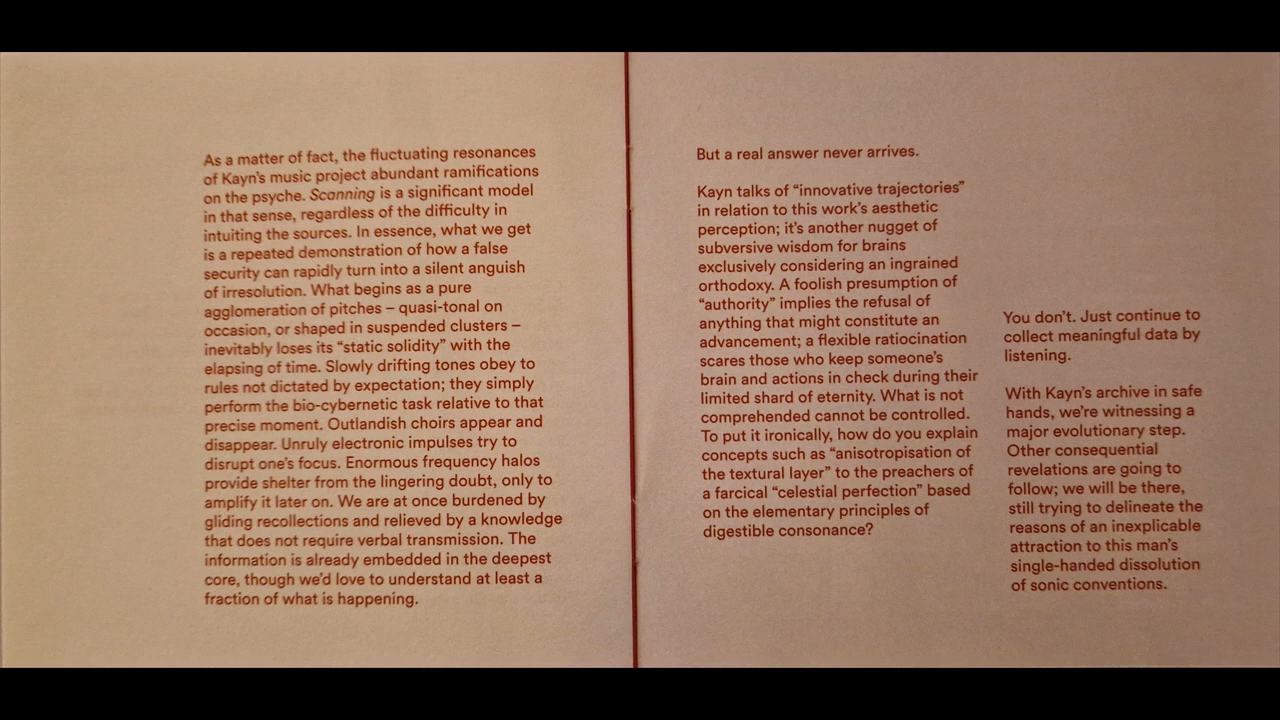 As a matter of fact, the fluctuating resonances
of Kayn's music project abundant ramifications
on the psyche. Scanning is a significant model
in that sense, regardless of the difficulty in
intuiting the sources. In essence, what we get
is a repeated demonstration of how a false
security can rapidly turn into a silent anguish
of irresolution. What begins as a pure
agglomeration of pitches – quasi-tonal on
occasion, or shaped in suspended clusters –
inevitably loses its “static solidity” with the
elapsing of time. Slowly drifting tones obey to
rules not dictated by expectation; they simply
perform the bio-cybernetic task relative to that
precise moment. Outlandish choirs appear and
disappear. Unruly electronic impulses try to
disrupt one's focus. Enormous frequency halos
provide shelter from the lingering doubt, only to
amplify it later on. We are at once burdened by
gliding recollections and relieved by a knowledge
that does not require verbal transmission. The
information is already embedded in the deepest
core, though we'd love to understand at least a
fraction of what is happening.
But a real answer never arrives.
Kayn talks of “innovative trajectories”
in relation to this work's aesthetic
perception; it's another nugget of
subversive wisdom for brains
exclusively considering an ingrained
orthodoxy. A foolish presumption of
“authority” implies the refusal of
anything that might constitute an
advancement; a flexible ratiocination
scares those who keep someone's
brain and actions in check during their
limited shard of eternity. What is not
comprehended cannot be controlled.
To put it ironically, how do you explain
concepts such as “anisotropisation of
the textural layer” to the preachers of
a farcical “celestial perfection” based
on the elementary principles of
digestible consonance?
You don't. Just continue to
collect meaningful data by
listening.
With Kayn's archive in safe
hands, we're witnessing a
major evolutionary step.
Other consequential
revelations are going to
follow; we will be there,
still trying to delineate the
reasons of an inexplicable
attraction to this man's
single-handed dissolution
of sonic conventions.